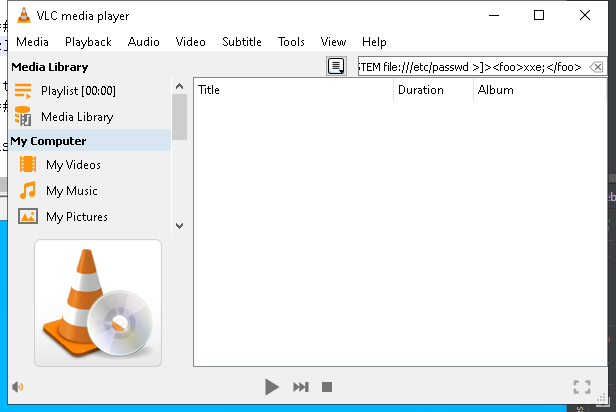 VLC media player
Media Playback Audio Video Subtitle Tools View Help
Media Library
STEM file:///etc/passwd >]><foo>xxe;</foo>
Playlist [00:00]
Media Library
My Computer
My Videos
My Music
My Pictures
Title Duration Album